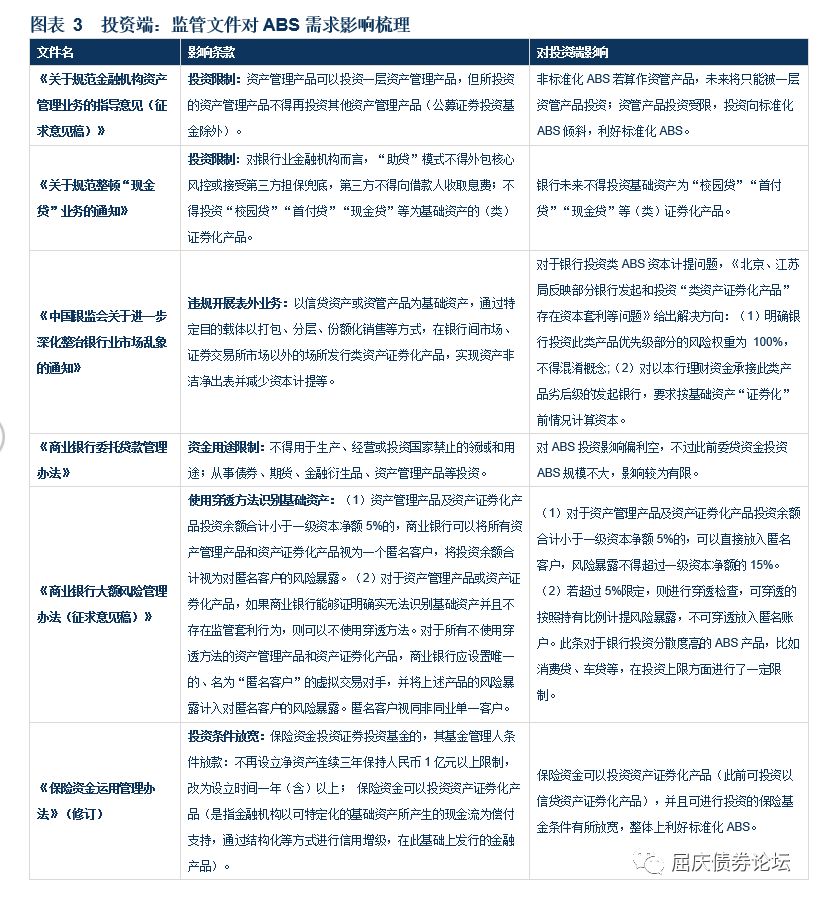 图表 3 投资端：监管文件对 ABS 需求影响梳理
文件名
影响条款
对投资端影响
《关于规范金融机构资产
管理业务的指导意见（征
求意见稿）》
投资限制：资产管理产品可以投资一层资产管理产品，但所投资
的资产管理产品不得再投资其他资产管理产品（公募证券投资基
金除外）。
非标准化 ABS 若算作资管产品，未来将只能被一层
资管产品投资；资管产品投资受限，投资向标准化
ABS 倾斜，利好标准化 ABS。
《关于规范整顿“现金
贷”业务的通知》
投资限制：对银行业金融机构而言，“助贷”模式不得外包核心
风控或接受第三方担保兜底，第三方不得向借款人收取息费；不
得投资“校园贷”“首付贷”“现金贷”等为基础资产的（类）
证券化产品。
银行未来不得投资基础资产为“校园贷”“首付
贷”“现金贷”等（类）证券化产品。
《中国银监会关于进一步
深化整治银行业市场乱象
的通知》
违规开展表外业务：以信贷资产或资管产品为基础资产，通过特
定目的载体以打包、分层、份额化销售等方式，在银行间市场、
证券交易所市场以外的场所发行类资产证券化产品，实现资产非
洁净出表并减少资本计提等。
对于银行投资类 ABS 资本计提问题，《北京、江苏
局反映部分银行发起和投资“类资产证券化产品”
存在资本套利等问题》给出解决方向：（1）明确银
行投资此类产品优先级部分的风险权重为 100%，
不得混淆概念;（2）对以本行理财资金承接此类产
品劣后级的发起银行，要求按基础资产“证券化”
前情况计算资本。
《商业银行委托贷款管理
办法》
资金用途限制：不得用于生产、经营或投资国家禁止的领域和用
途；从事债券、期货、金融衍生品、资产管理产品等投资。
对 ABS 投资影响偏利空，不过此前委贷资金投资
ABS 规模不大，影响较为有限。
《商业银行大额风险管理
办法（征求意见稿）》
使用穿透方法识别基础资产：（1）资产管理产品及资产证券化产
品投资余额合计小于一级资本净额 5%的，商业银行可以将所有资
产管理产品和资产证券化产品视为一个匿名客户，将投资余额合
计视为对匿名客户的风险暴露。（2）对于资产管理产品或资产证
券化产品，如果商业银行能够证明确实无法识别基础资产并且不
存在监管套利行为，则可以不使用穿透方法。对于所有不使用穿
透方法的资产管理产品和资产证券化产品，商业银行应设置唯一
的、名为“匿名客户”的虚拟交易对手，并将上述产品的风险暴
露计入对匿名客户的风险暴露。匿名客户视同非同业单一客户。
（1）对于资产管理产品及资产证券化产品投资余额
合计小于一级资本净额 5%的，可以直接放入匿名
客户，风险暴露不得超过一级资本净额的 15%。
（2）若超过 5%限定，则进行穿透检查，可穿透的
按照持有比例计提风险暴露，不可穿透放入匿名账
户。此条对于银行投资分散度高的 ABS 产品，比如
消费贷、车贷等，在投资上限方面进行了一定限
制。
《保险资金运用管理办
法》（修订）
投资条件放宽：保险资金投资证券投资基金的，其基金管理人条
件放款：不再设立净资产连续三年保持人民币 1 亿元以上限制，
改为设立时间一年（含）以上； 保险资金可以投资资产证券化产
品（是指金融机构以可特定化的基础资产所产生的现金流为偿付
支持，通过结构化等方式进行信用增级，在此基础上发行的金融
产品）。
保险资金可以投资资产证券化产品（此前可投资以
信贷资产证券化产品），并且可进行投资的保险基
金条件有所放宽，整体上利好标准化 ABS。
屈庆债券论坛